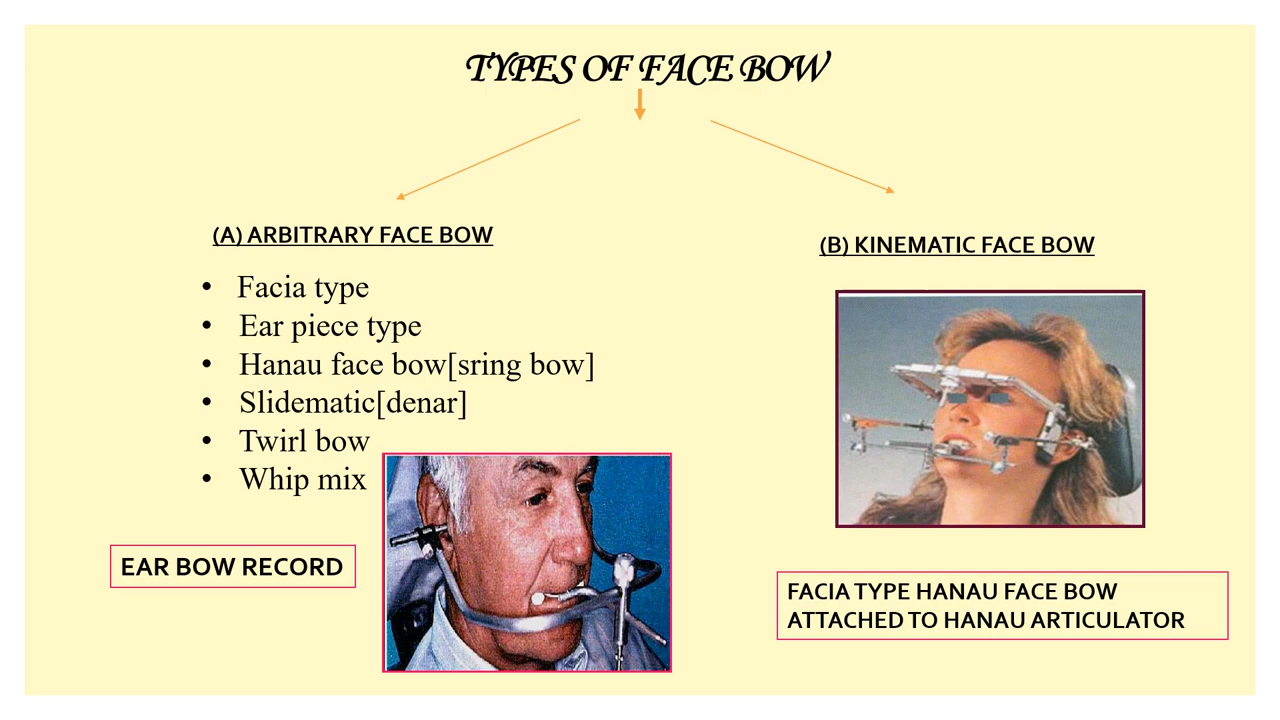 TYPES OF FACE BOW
(A) ARBITRARY FACE BOW
• Facia type
• Ear piece type
• Hanau face bow[sring bow]
• Slidematic[denar]
• Twirl bow
• Whip mix
EAR BOW RECORD
(B) KINEMATIC FACE BOW
FACIA TYPE HANAU FACE BOW
ATTACHED TO HANAU ARTICULATOR